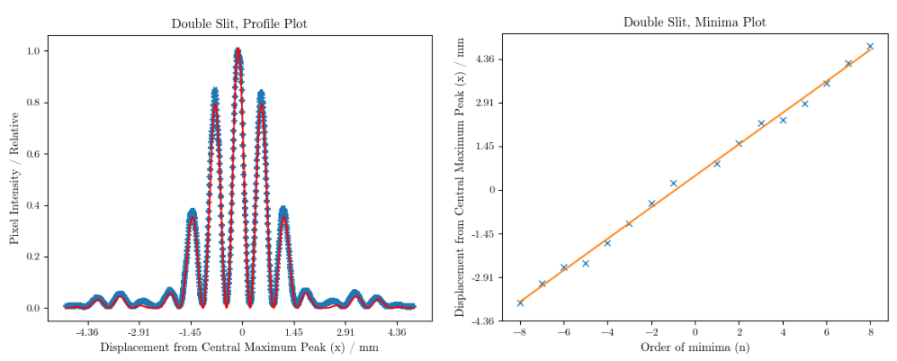 Double Slit, Profile Plot
1.0
0.8
0.6
0.4
0.2
0.0
Pixel Intensity / Relative
-4.36 -2.91 -1.45 0 1.45 2.91 4.36
Displacement from Central Maximum Peak (x) / mm
Double Slit, Minima Plot
4.36
2.91
1.45
0
-1.45
-2.91
-4.36
Displacement from Central Maximum Peak (x) / mm
−8 −6 −4 −2 0 2 4 6 8
Order of mimima (n)